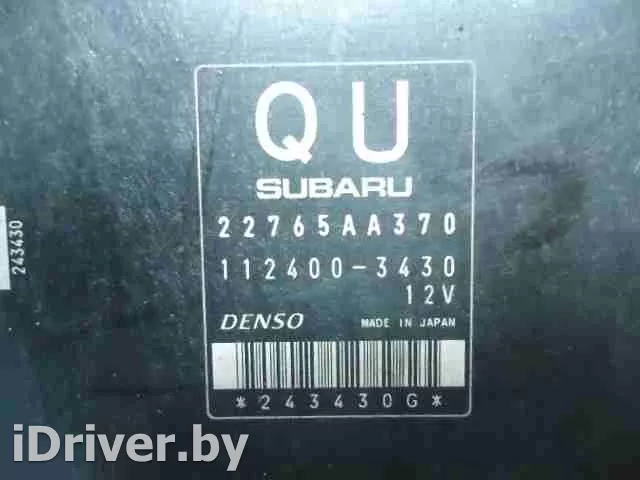 QU
SUBARU
22765AA370
112400-3430
12V
DENSO MADE IN JAPAN
*243430G*
243430
iDriver.by